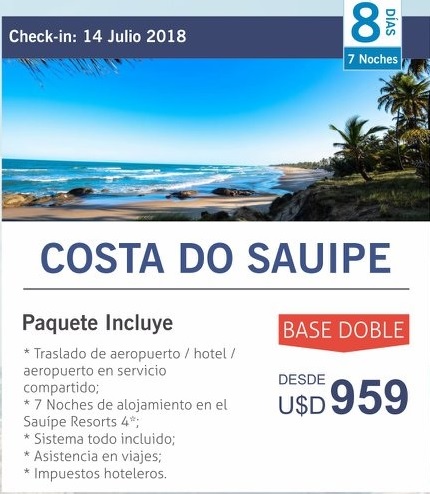 Check-in: 14 Julio 2018
8 DÍAS
7 Noches
COSTA DO SAUIPE
Paquete Incluye
* Traslado de aeropuerto / hotel /
aeropuerto en servicio
compartido;
* 7 Noches de alojamiento en el
Sauípe Resorts 4*;
* Sistema todo incluido;
* Asistencia en viajes;
* Impuestos hoteleros.
BASE DOBLE
DESDE
U$D 959